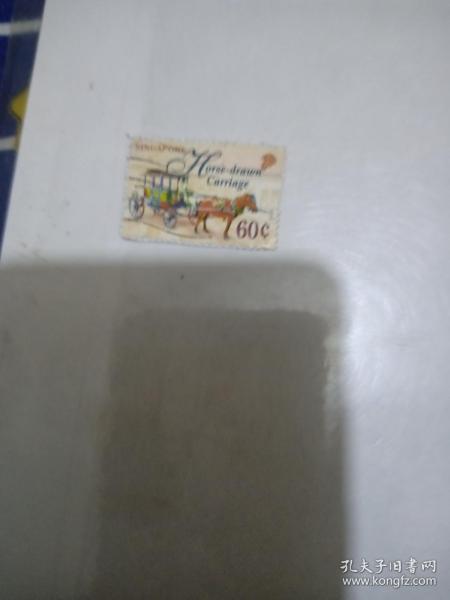 SINGAPORE
Horse-drawn
Carriage
60¢
孔夫子旧书网
www.kongfz.com